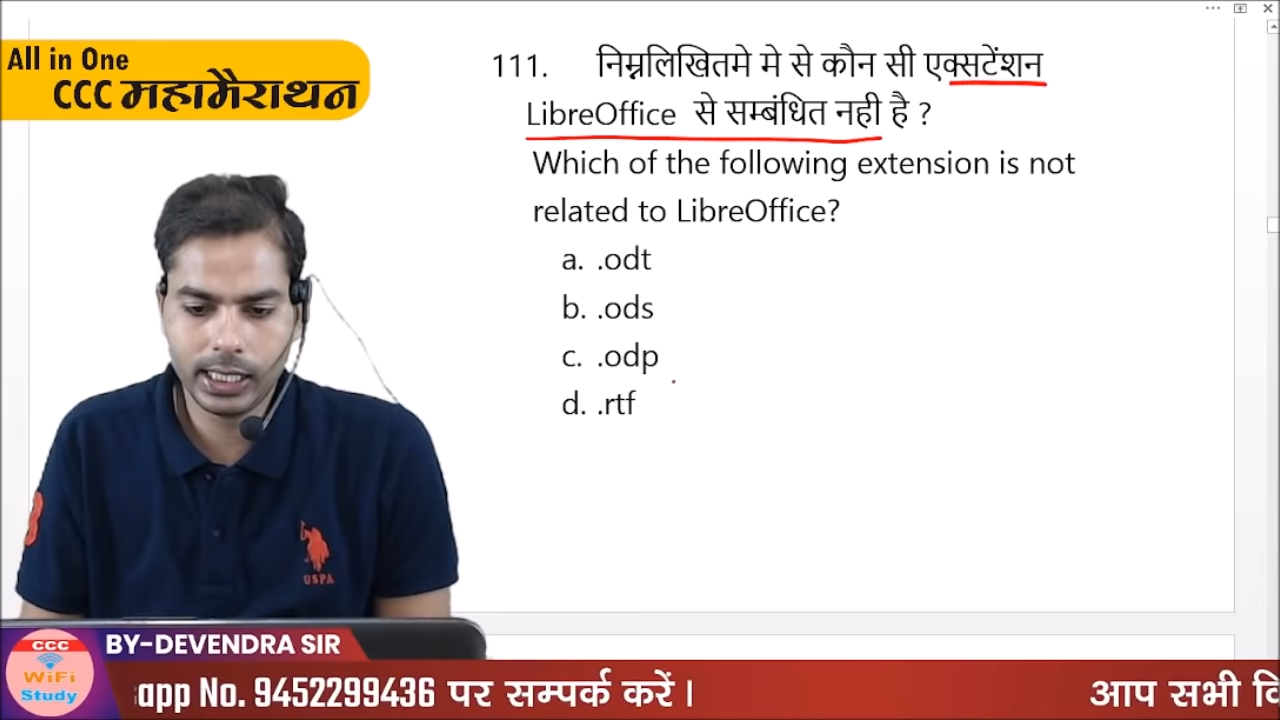 All in One
CCC महामैराथन
111. निम्नलिखितमे मे से कौन सी एक्सटेंशन
LibreOffice से सम्बंधित नही है ?
Which of the following extension is not
related to LibreOffice?
a. .odt
b. .ods
c. .odp
d. .rtf
USPA
CCC
WiFi
Study
BY-DEVENDRA SIR
app No. 9452299436 पर सम्पर्क करें।
आप सभी